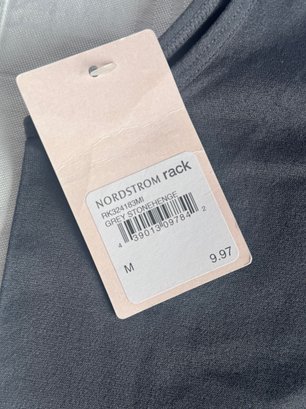 NORDSTROM rack
RK324183MI
GREY STONEHENGE
4 39013 09784 2
M 9.97